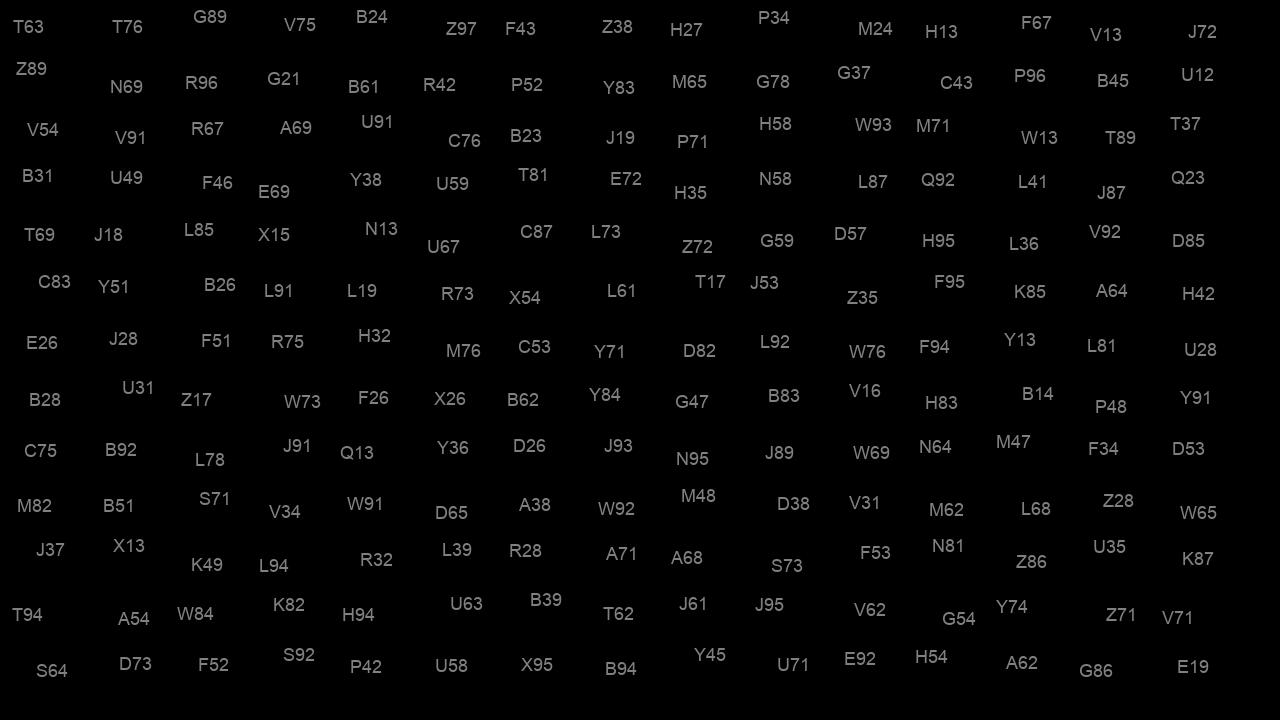 T63 T76 G89 V75 B24 Z97 F43 Z38 H27 P34 M24 H13 F67 V13 J72
Z89 N69 R96 G21 B61 R42 P52 Y83 M65 G78 G37 C43 P96 B45 U12
V54 V91 R67 A69 U91 C76 B23 J19 P71 H58 W93 M71 W13 T89 T37
B31 U49 F46 E69 Y38 U59 T81 E72 H35 N58 L87 Q92 L41 J87 Q23
T69 J18 L85 X15 N13 U67 C87 L73 Z72 G59 D57 H95 L36 V92 D85
C83 Y51 B26 L91 L19 R73 X54 L61 T17 J53 Z35 F95 K85 A64 H42
E26 J28 F51 R75 H32 M76 C53 Y71 D82 L92 W76 F94 Y13 L81 U28
B28 U31 Z17 W73 F26 X26 B62 Y84 G47 B83 V16 H83 B14 P48 Y91
C75 B92 L78 J91 Q13 Y36 D26 J93 N95 J89 W69 N64 M47 F34 D53
M82 B51 S71 V34 W91 D65 A38 W92 M48 D38 V31 M62 L68 Z28 W65
J37 X13 K49 L94 R32 L39 R28 A71 A68 S73 F53 N81 Z86 U35 K87
T94 A54 W84 K82 H94 U63 B39 T62 J61 J95 V62 G54 Y74 Z71 V71
S64 D73 F52 S92 P42 U58 X95 B94 Y45 U71 E92 H54 A62 G86 E19